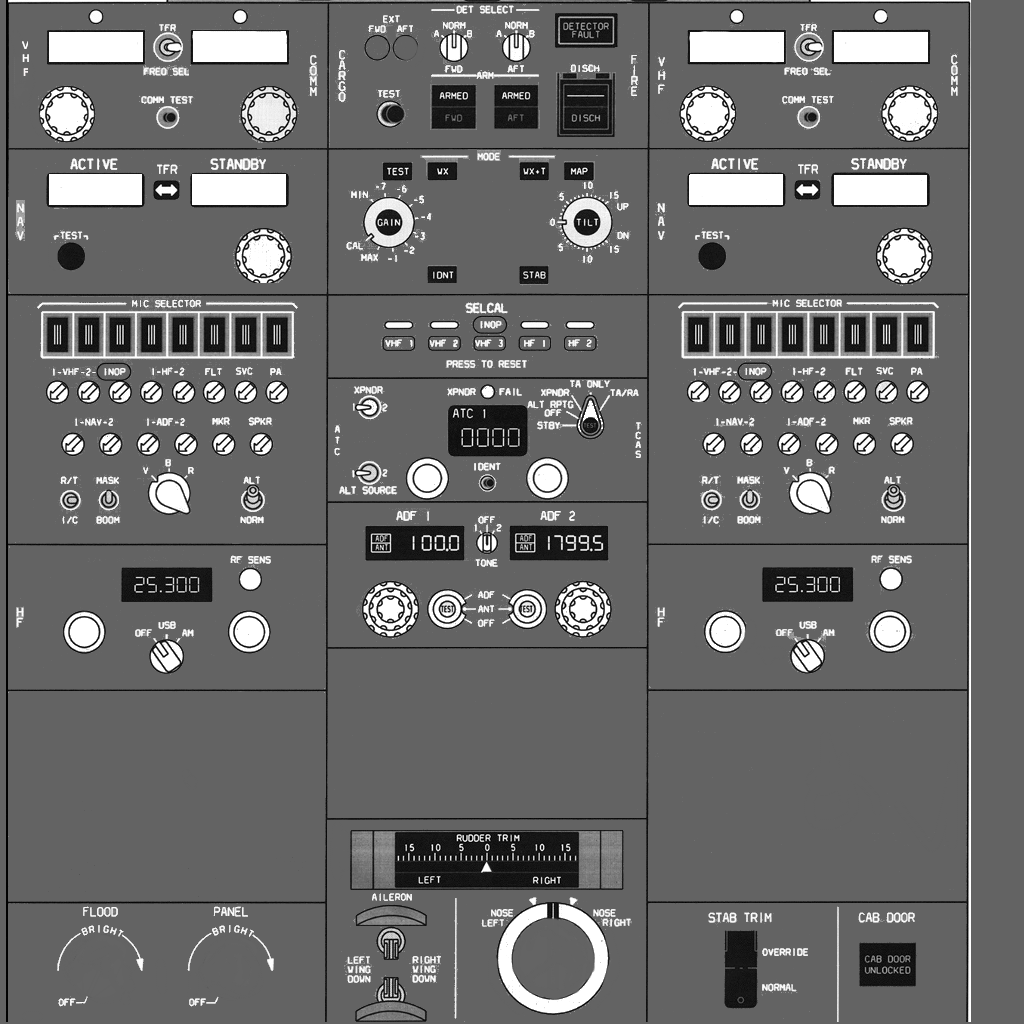 VHF
TFR
FREQ SEL
COMM TEST
COMM
CARGO
EXT
FWD AFT
DET SELECT
NORM NORM
A B A B
FWD AFT
DETECTOR
FAULT
FIRE
ARM
DISCH
TEST
ARMED ARMED
FWD AFT
DISCH
VHF
TFR
FREQ SEL
COMM TEST
COMM
ACTIVE TFR STANDBY
NAV
TEST
MODE
TEST WX WX+T MAP
MIN -7 -6 -5 -4 -3 -2 -1 MAX CAL
GAIN
10 15 UP
5
0 TILT
5 DN
10 15
IDNT STAB
ACTIVE TFR STANDBY
NAV
TEST
MIC SELECTOR
1-VHF-2- INOP 1-HF-2 FLT SVC PA
1-NAV-2 1-ADF-2 MKR SPKR
R/T MASK V B R ALT
I/C BOOM NORM
SELCAL
INOP
VHF 1 VHF 2 VHF 3 HF 1 HF 2
PRESS TO RESET
MIC SELECTOR
1-VHF-2- INOP 1-HF-2 FLT SVC PA
1-NAV-2 1-ADF-2 MKR SPKR
R/T MASK V B R ALT
I/C BOOM NORM
XPNDR
1 2
XPNDR FAIL
TA ONLY
XPNDR TA/RA
ALT RPTG
OFF
STBY TEST
ATC 1
0000
ATC
TCAS
1 2
ALT SOURCE
IDENT
ADF 1 OFF ADF 2
1 1 2
ADF
ANT
100.0
ADF
ANT
1799.5
TONE
TEST ADF TEST
ANT
OFF
HF
RF SENS
25.300
USB
OFF AM
HF
RF SENS
25.300
USB
OFF AM
RUDDER TRIM
15 10 5 0 5 10 15
LEFT RIGHT
AILERON
LEFT
WING
DOWN
RIGHT
WING
DOWN
NOSE
LEFT
NOSE
RIGHT
FLOOD PANEL
BRIGHT BRIGHT
OFF OFF
STAB TRIM
OVERRIDE
NORMAL
CAB DOOR
CAB DOOR
UNLOCKED